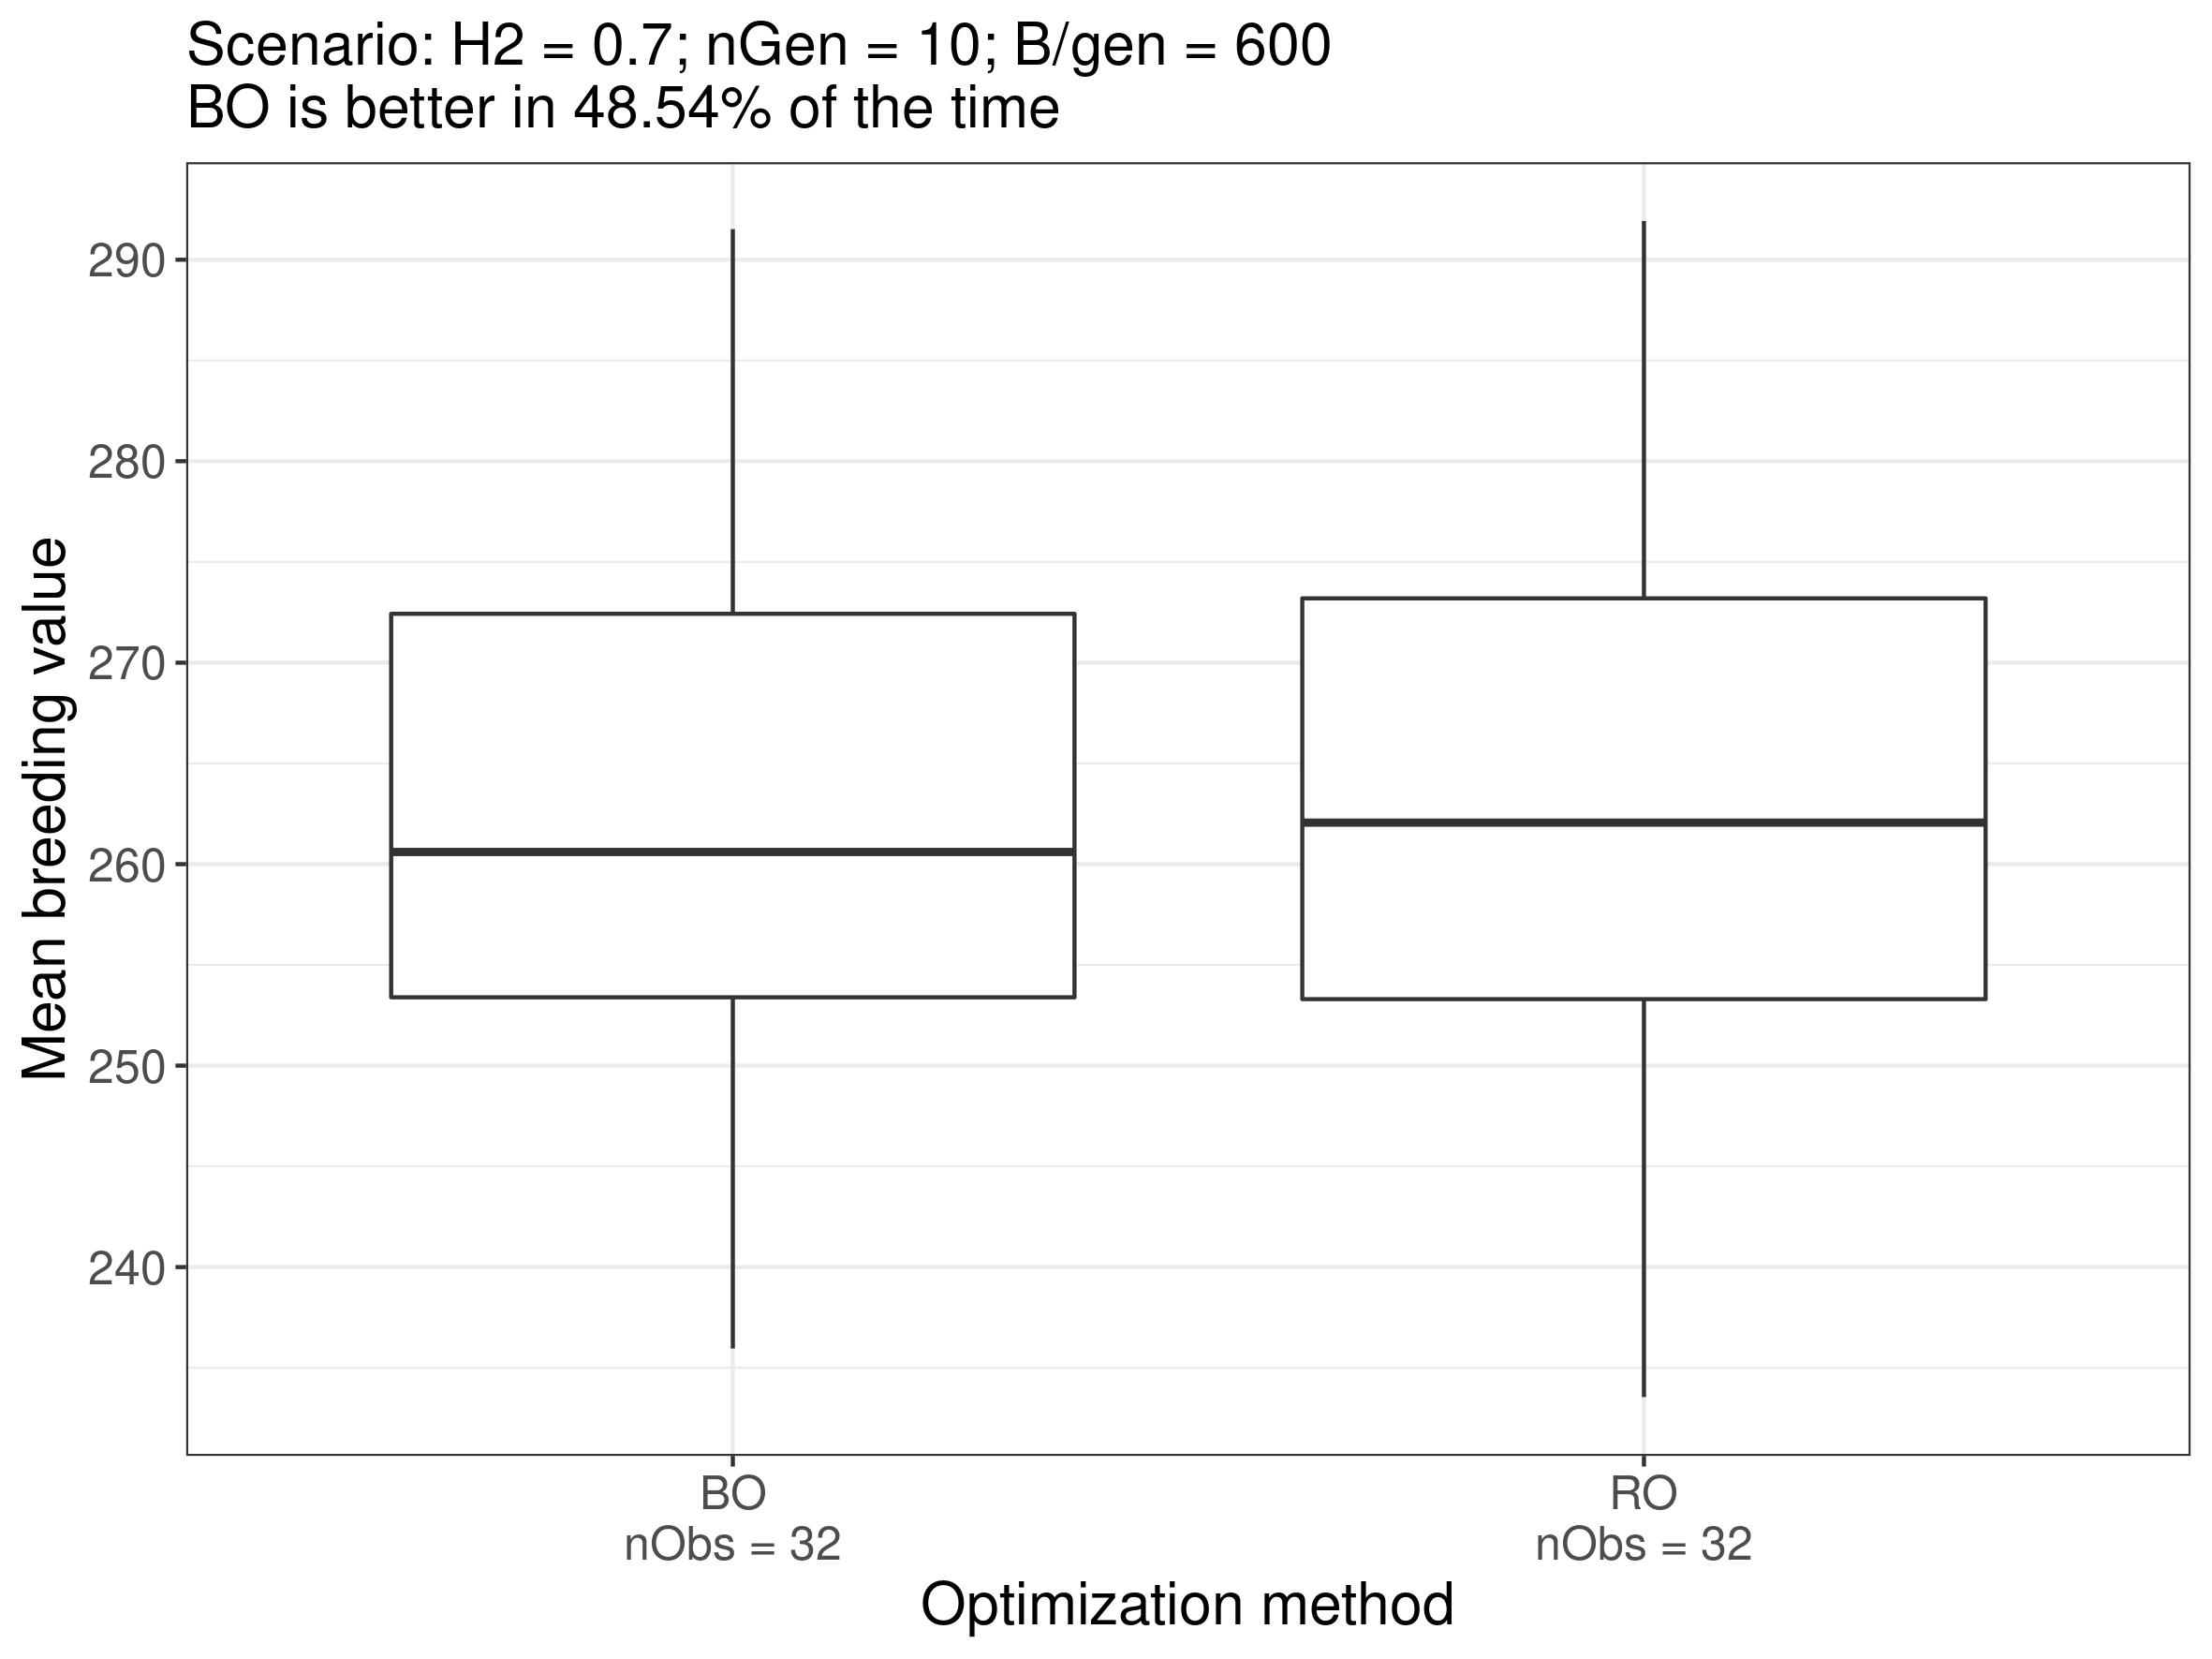 Scenario: H2 = 0.7; nGen = 10; B/gen = 600
BO is better in 48.54% of the time
Mean breeding value
290
280
270
260
250
240
BO
nObs = 32
RO
nObs = 32
Optimization method